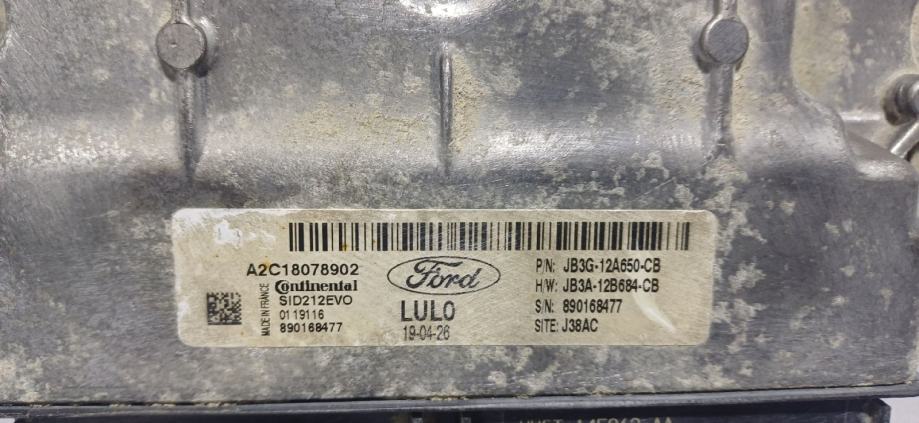 A2C18078902
Continental
SID212EVO
0119116
890168477
MADE IN FRANCE
Ford
LULO
19-04-26
P/N: JB3G-12A650-CB
H/W: JB3A-12B684-CB
S/N: 890168477
SITE: J38AC